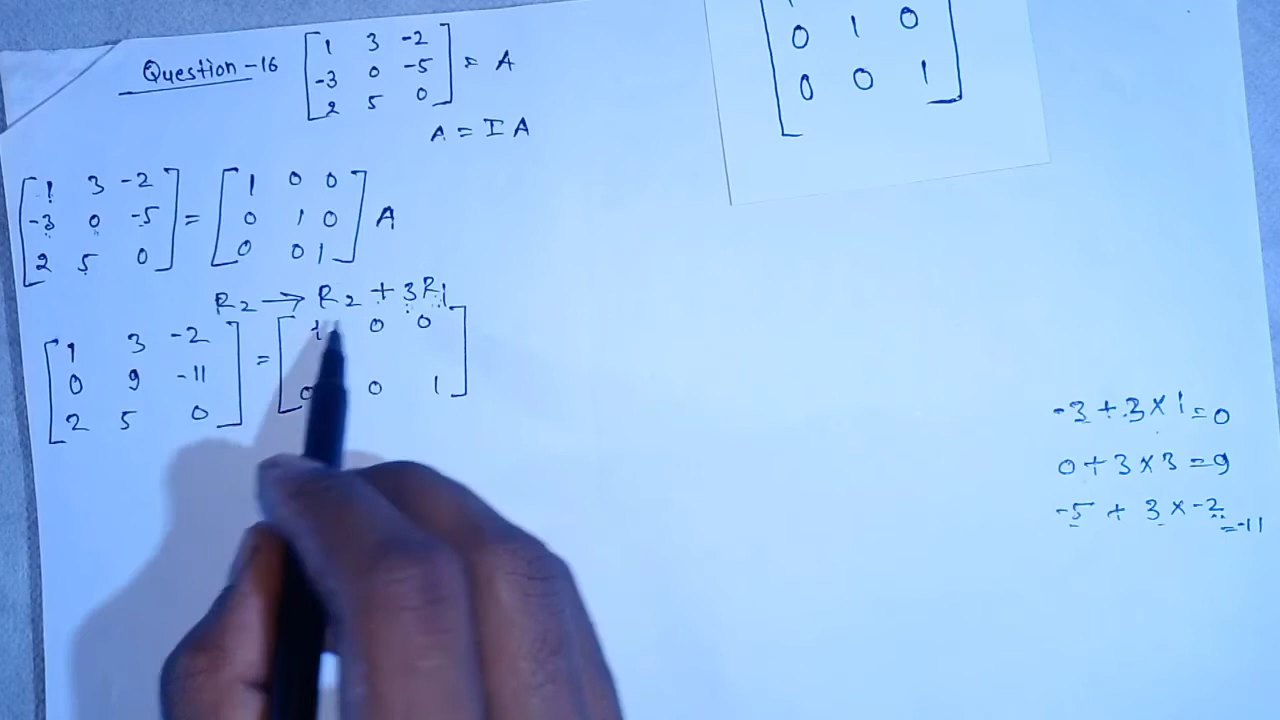 Question-16 [1 3 -2] = A
[-3 0 -5]
[2 5 0]
A = I A
0 1 0
0 0 1
[1 3 -2] = [1 0 0] A
[-3 0 -5] [0 1 0]
[2 5 0] [0 0 1]
R2 → R2 + 3R1
[1 3 -2] = [1 0 0]
[0 9 -11]
[2 5 0] [0 0 1]
-3 + 3 × 1 = 0
0 + 3 × 3 = 9
-5 + 3 × -2
= -11